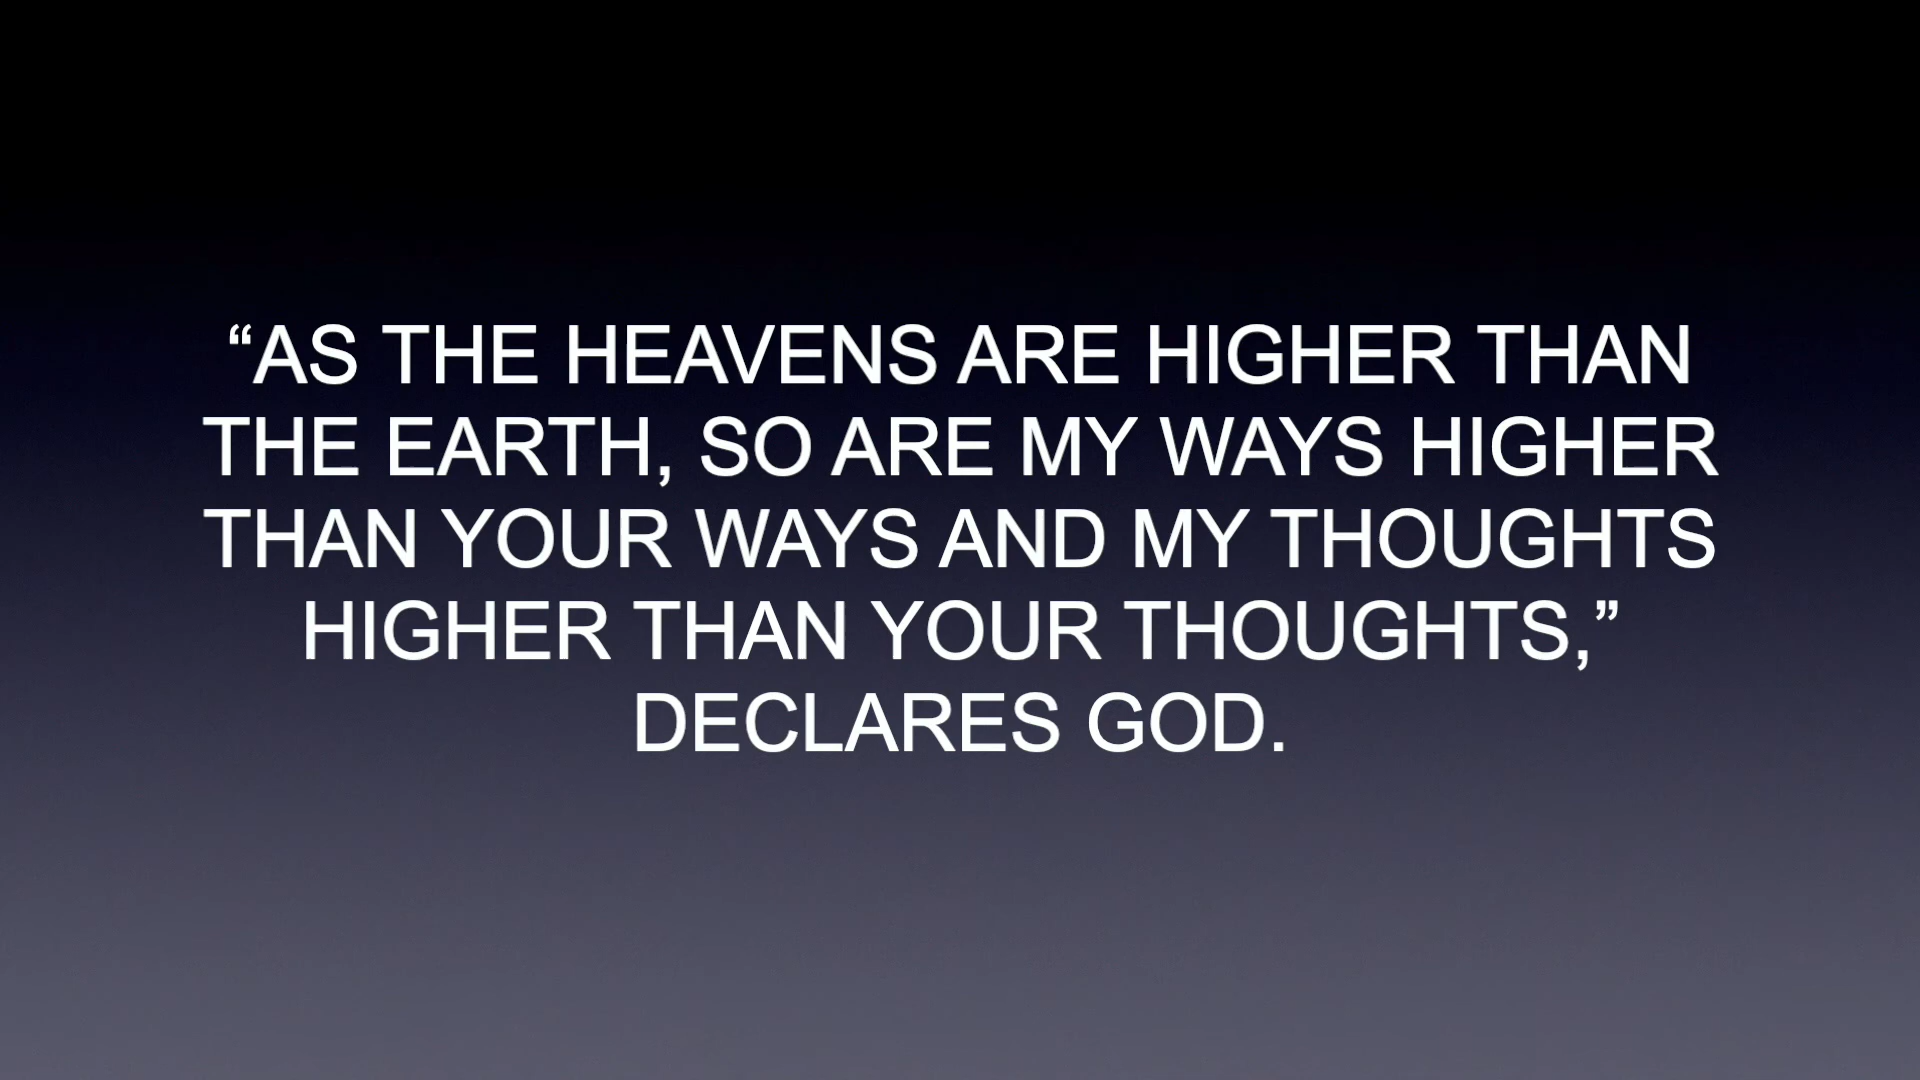 “AS THE HEAVENS ARE HIGHER THAN
THE EARTH, SO ARE MY WAYS HIGHER
THAN YOUR WAYS AND MY THOUGHTS
HIGHER THAN YOUR THOUGHTS,”
DECLARES GOD.